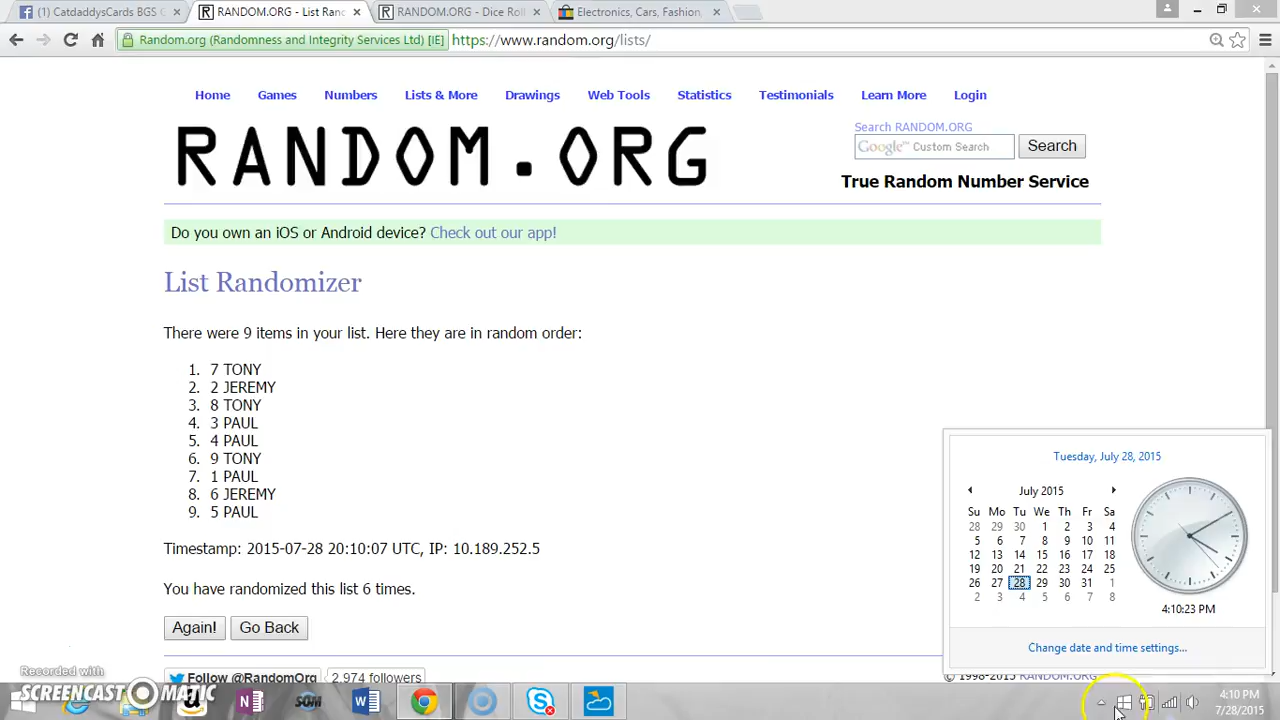 (1) CatdaddysCards BGS C
RANDOM.ORG - List Ranc
RANDOM.ORG - Dice Roll
Electronics, Cars, Fashion,
Random.org (Randomness and Integrity Services Ltd) [IE] https://www.random.org/lists/
Home Games Numbers Lists & More Drawings Web Tools Statistics Testimonials Learn More Login
RANDOM.ORG
Search RANDOM.ORG
Google™ Custom Search Search
True Random Number Service
Do you own an iOS or Android device? Check out our app!
List Randomizer
There were 9 items in your list. Here they are in random order:
1. 7 TONY
2. 2 JEREMY
3. 8 TONY
4. 3 PAUL
5. 4 PAUL
6. 9 TONY
7. 1 PAUL
8. 6 JEREMY
9. 5 PAUL
Timestamp: 2015-07-28 20:10:07 UTC, IP: 10.189.252.5
You have randomized this list 6 times.
Again! Go Back
Follow @RandomOrg 2,974 followers
Tuesday, July 28, 2015
July 2015
Su Mo Tu We Th Fr Sa
28 29 30 1 2 3 4
5 6 7 8 9 10 11
12 13 14 15 16 17 18
19 20 21 22 23 24 25
26 27 28 29 30 31 1
2 3 4 5 6 7 8
4:10:23 PM
Change date and time settings...
© 1998-2015 RANDOM.ORG
Recorded with
SCREENCAST MATIC
4:10 PM
7/28/2015